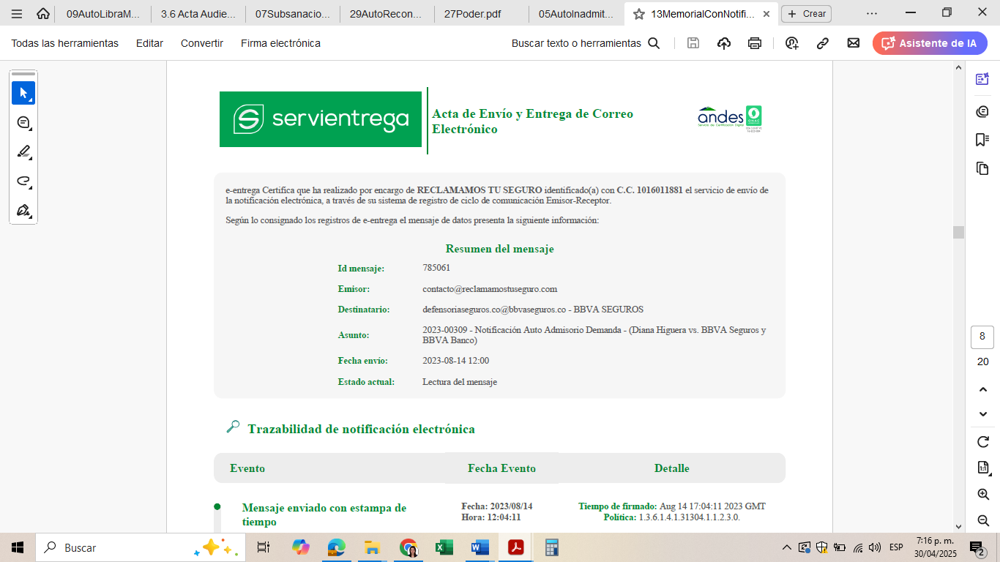 09AutoLibraM...
3.6 Acta Audie...
07Subsanacio...
29AutoRecon...
27Poder.pdf
05AutoInadmit...
13MemorialConNotifi...
Crear
Todas las herramientas
Editar
Convertir
Firma electrónica
Buscar texto o herramientas
Asistente de IA
servientrega
Acta de Envío y Entrega de Correo
Electrónico
andes
Servicio de Certificación Digital
ONAC
e-entrega Certifica que ha realizado por encargo de RECLAMAMOS TU SEGURO identificado(a) con C.C. 1016011881 el servicio de envío de
la notificación electrónica, a través de su sistema de registro de ciclo de comunicación Emisor-Receptor.
Según lo consignado los registros de e-entrega el mensaje de datos presenta la siguiente información:
Resumen del mensaje
Id mensaje: 785061
Emisor: contacto@reclamamostuseguro.com
Destinatario: defensoriaseguros.co@bbvaseguros.co - BBVA SEGUROS
Asunto: 2023-00309 - Notificación Auto Admisorio Demanda - (Diana Higuera vs. BBVA Seguros y
BBVA Banco)
Fecha envío: 2023-08-14 12:00
Estado actual: Lectura del mensaje
Trazabilidad de notificación electrónica
Evento Fecha Evento Detalle
Mensaje enviado con estampa de
tiempo
Fecha: 2023/08/14
Hora: 12:04:11
Tiempo de firmado: Aug 14 17:04:11 2023 GMT
Política: 1.3.6.1.4.1.31304.1.1.2.3.0.
8
20
1:1
Buscar
ESP
7:16 p. m.
30/04/2025
2